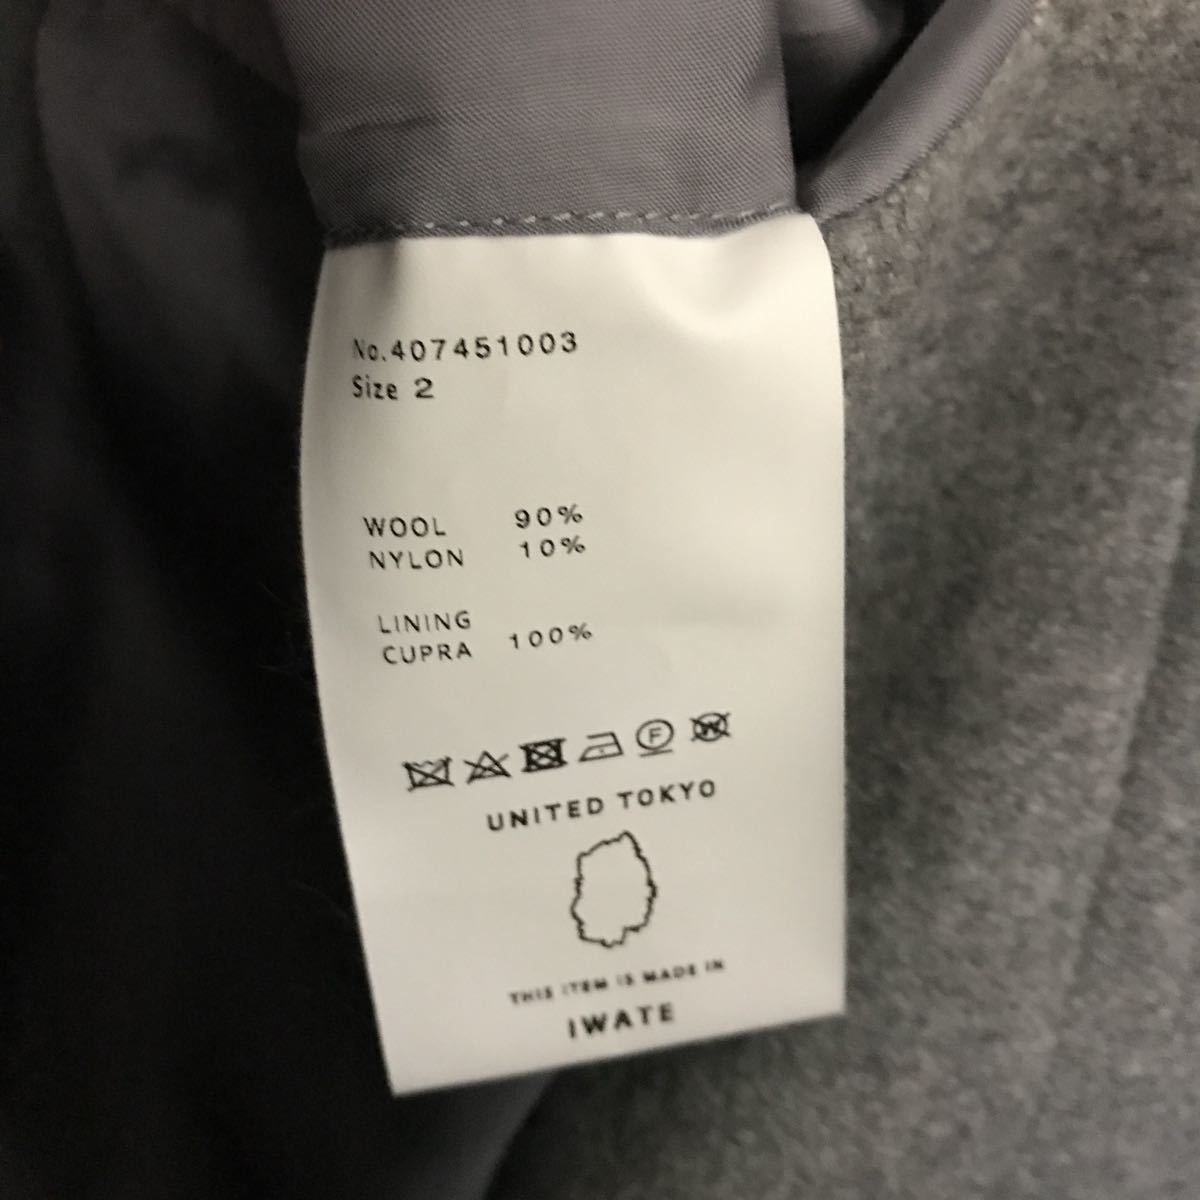 No.407451003
Size 2
WOOL 90%
NYLON 10%
LINING
CUPRA 100%
F W
UNITED TOKYO
THIS ITEM IS MADE IN
IWATE